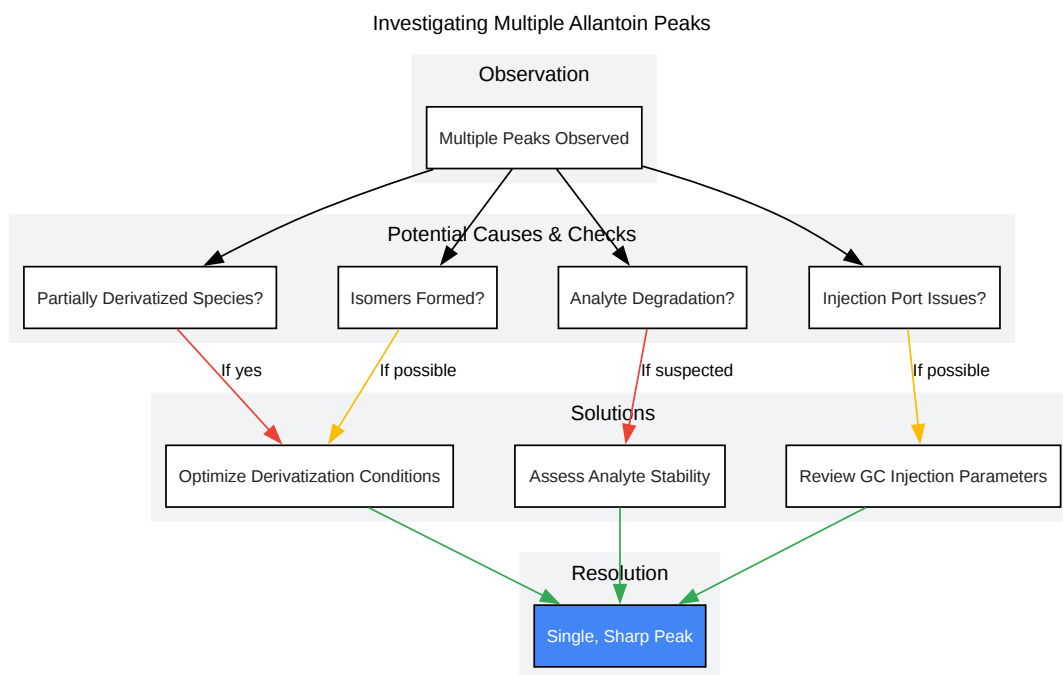 Investigating Multiple Allantoin Peaks
Observation
Multiple Peaks Observed
Potential Causes & Checks
Partially Derivatized Species?
Isomers Formed?
Analyte Degradation?
Injection Port Issues?
If yes
If possible
If suspected
If possible
Solutions
Optimize Derivatization Conditions
Assess Analyte Stability
Review GC Injection Parameters
Resolution
Single, Sharp Peak